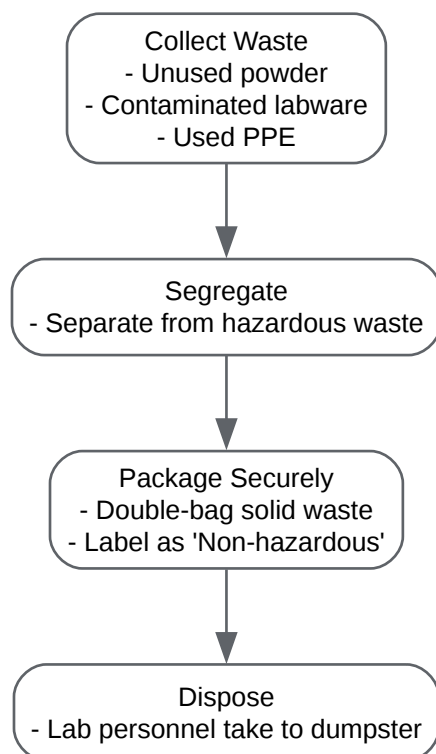 Collect Waste
- Unused powder
- Contaminated labware
- Used PPE
Segregate
- Separate from hazardous waste
Package Securely
- Double-bag solid waste
- Label as 'Non-hazardous'
Dispose
- Lab personnel take to dumpster